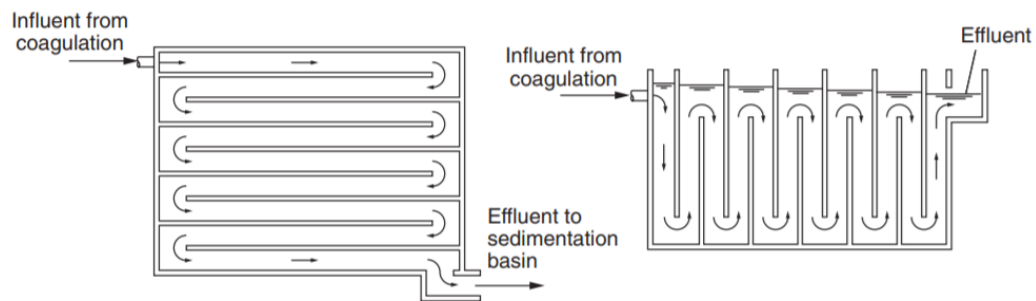 Influent from
coagulation
Effluent to
sedimentation
basin
Influent from
coagulation
Effluent